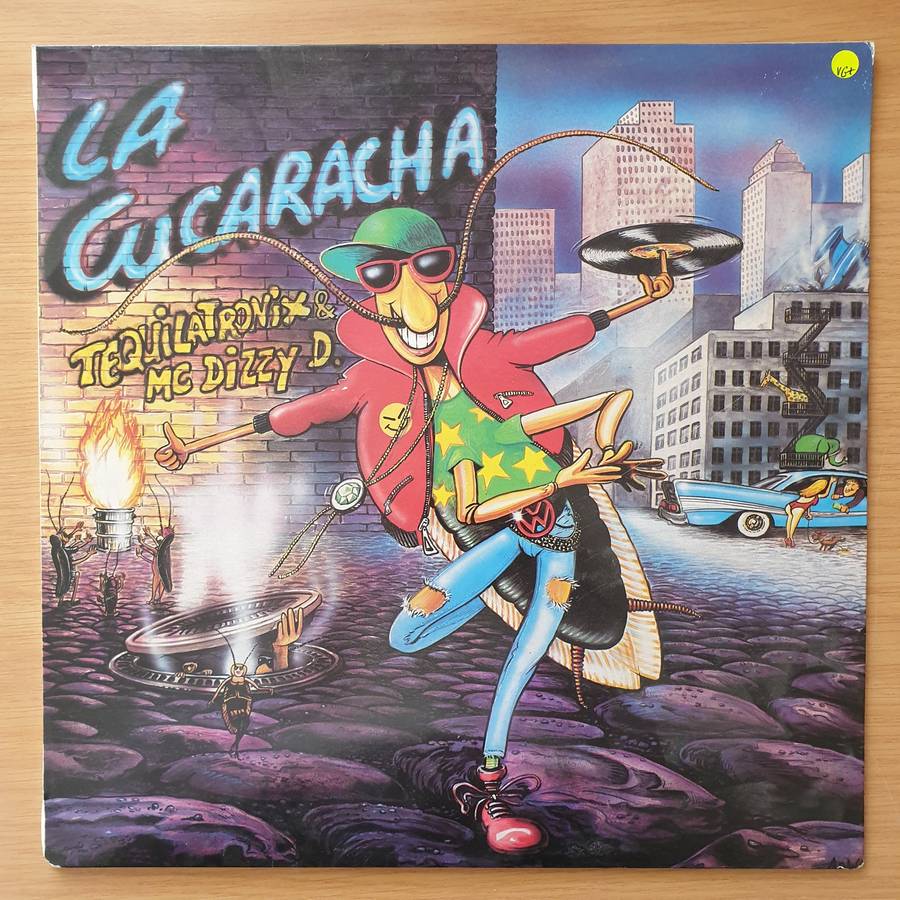 LA
CUCARACHA
TEQUILATRONIX &
MC DIZZY D.
VG+